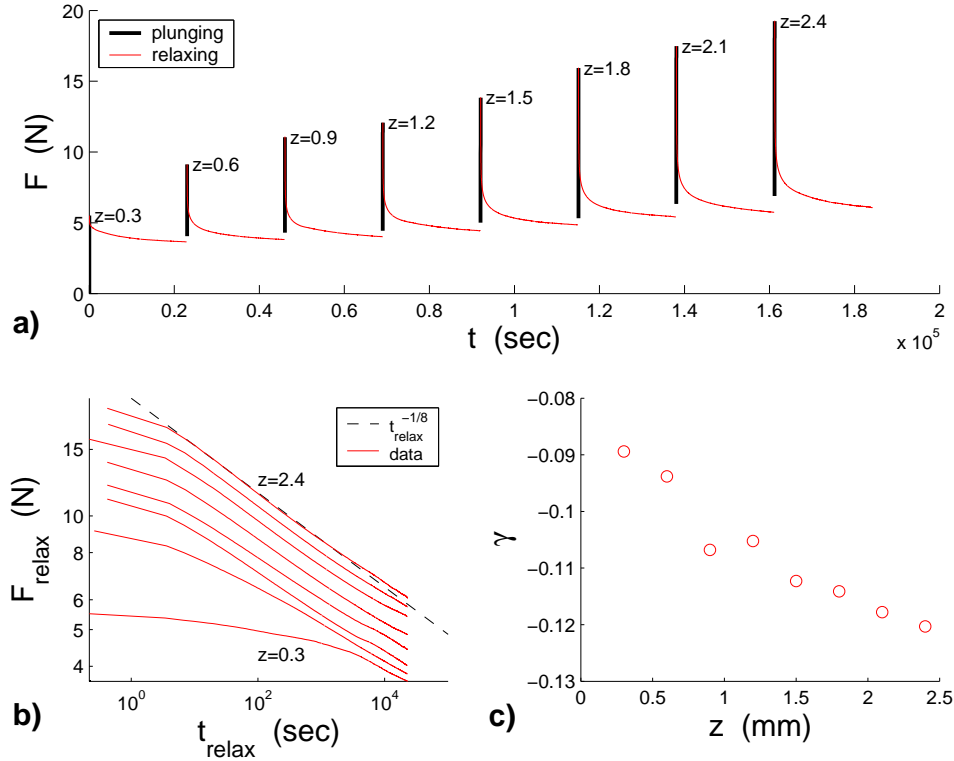 20
15
10
5
0
F (N)
plunging
relaxing
z=0.3
z=0.6
z=0.9
z=1.2
z=1.5
z=1.8
z=2.1
z=2.4
0 0.2 0.4 0.6 0.8 1 1.2 1.4 1.6 1.8 2
x 10^5
t (sec)
a)
15
10
8
6
5
4
F_relax (N)
t_relax^-1/8
data
z=2.4
z=0.3
10^0 10^2 10^4
t_relax (sec)
b)
−0.08
−0.09
−0.1
−0.11
−0.12
−0.13
γ
0 0.5 1 1.5 2 2.5
z (mm)
c)